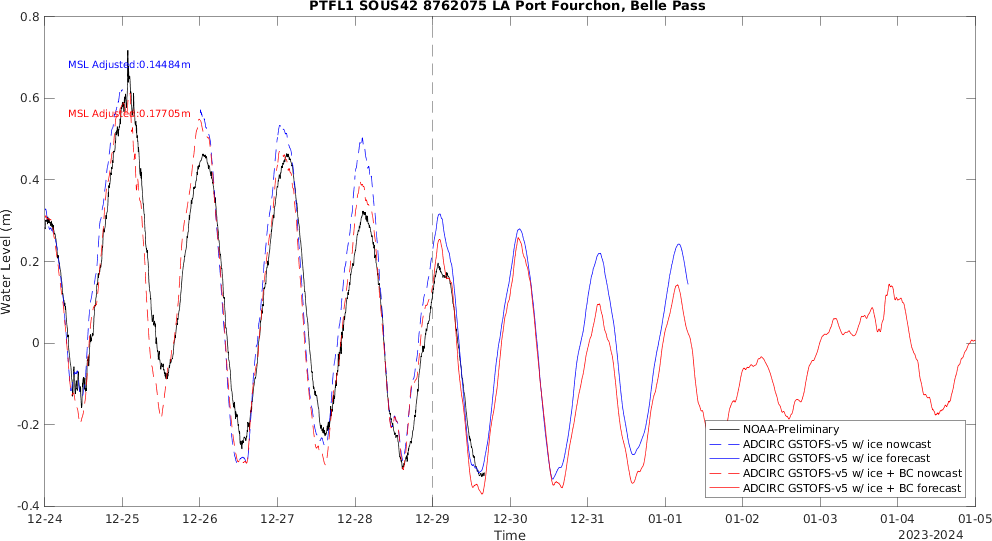 PTFL1 SOUS42 8762075 LA Port Fourchon, Belle Pass
0.8
0.6
0.4
0.2
0
-0.2
-0.4
Water Level (m)
MSL Adjusted:0.14484m
MSL Adjusted:0.17705m
NOAA-Preliminary
ADCIRC GSTOFS-v5 w/ ice nowcast
ADCIRC GSTOFS-v5 w/ ice forecast
ADCIRC GSTOFS-v5 w/ ice + BC nowcast
ADCIRC GSTOFS-v5 w/ ice + BC forecast
12-24 12-25 12-26 12-27 12-28 12-29 12-30 12-31 01-01 01-02 01-03 01-04 01-05
Time
2023-2024